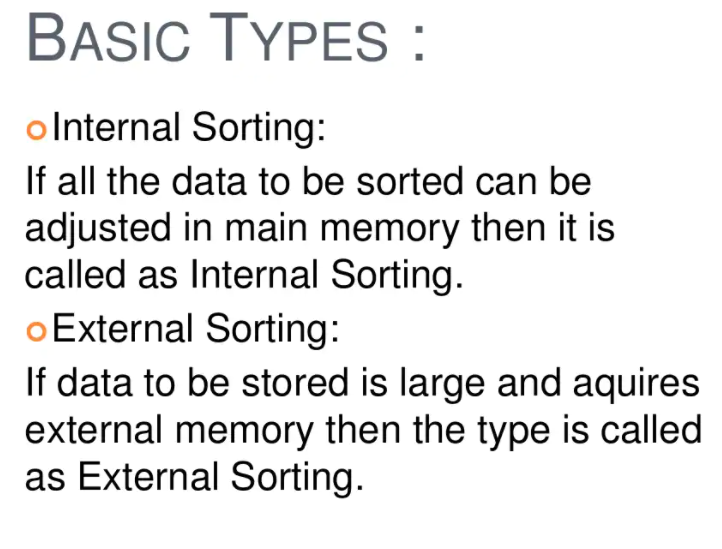 BASIC TYPES :
Internal Sorting:
If all the data to be sorted can be
adjusted in main memory then it is
called as Internal Sorting.
External Sorting:
If data to be stored is large and aquires
external memory then the type is called
as External Sorting.